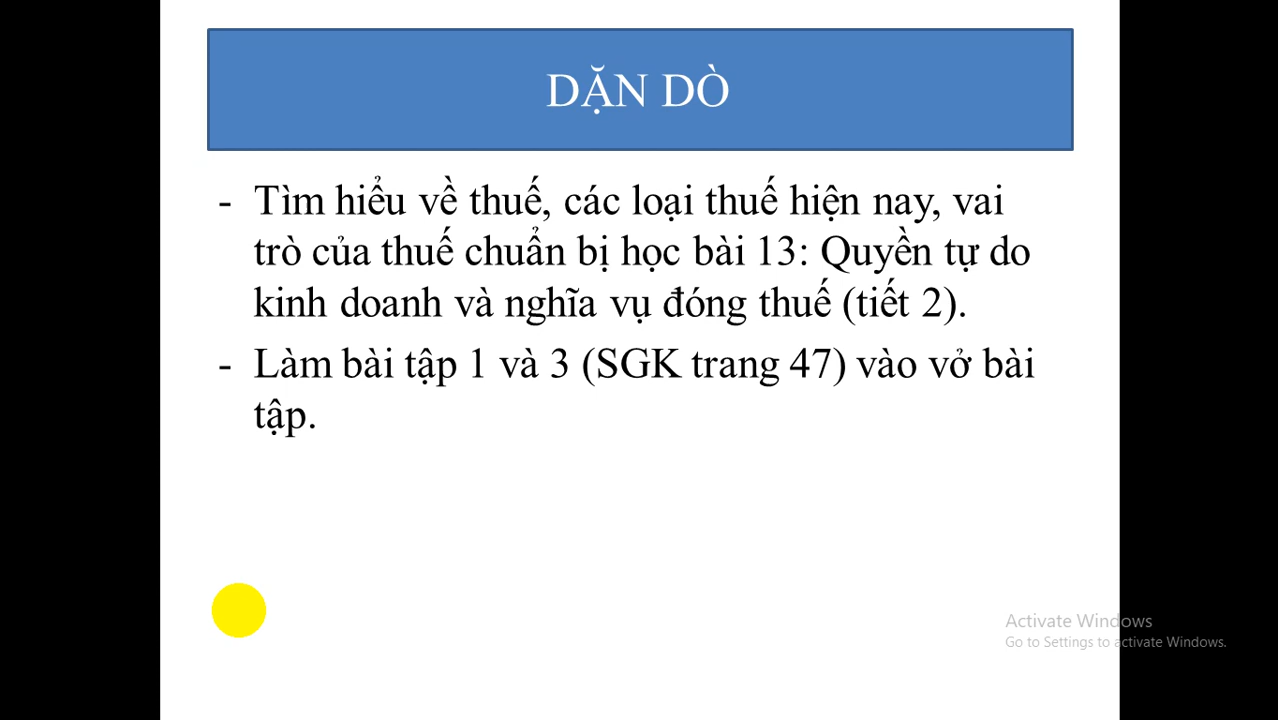 DẶN DÒ
- Tìm hiểu về thuế, các loại thuế hiện nay, vai
trò của thuế chuẩn bị học bài 13: Quyền tự do
kinh doanh và nghĩa vụ đóng thuế (tiết 2).
- Làm bài tập 1 và 3 (SGK trang 47) vào vở bài
tập.
Activate Windows
Go to Settings to activate Windows.